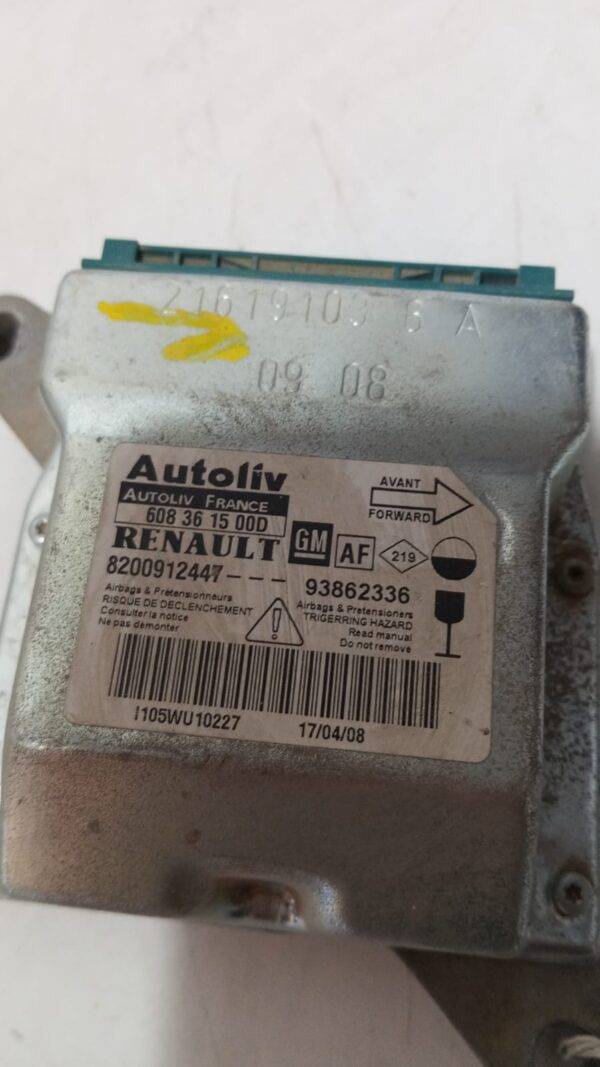 21619109 6 A
09 08
Autoliv
AUTOLIV FRANCE
608 36 15 00D
AVANT
FORWARD
RENAULT GM AF 219
8200912447--- 93862336
Airbags & Prétensionneurs
RISQUE DE DECLENCHEMENT
Consulter la notice
Ne pas démonter
Airbags & Pretensioners
TRIGERRING HAZARD
Read manual
Do not remove
I105WU10227 17/04/08